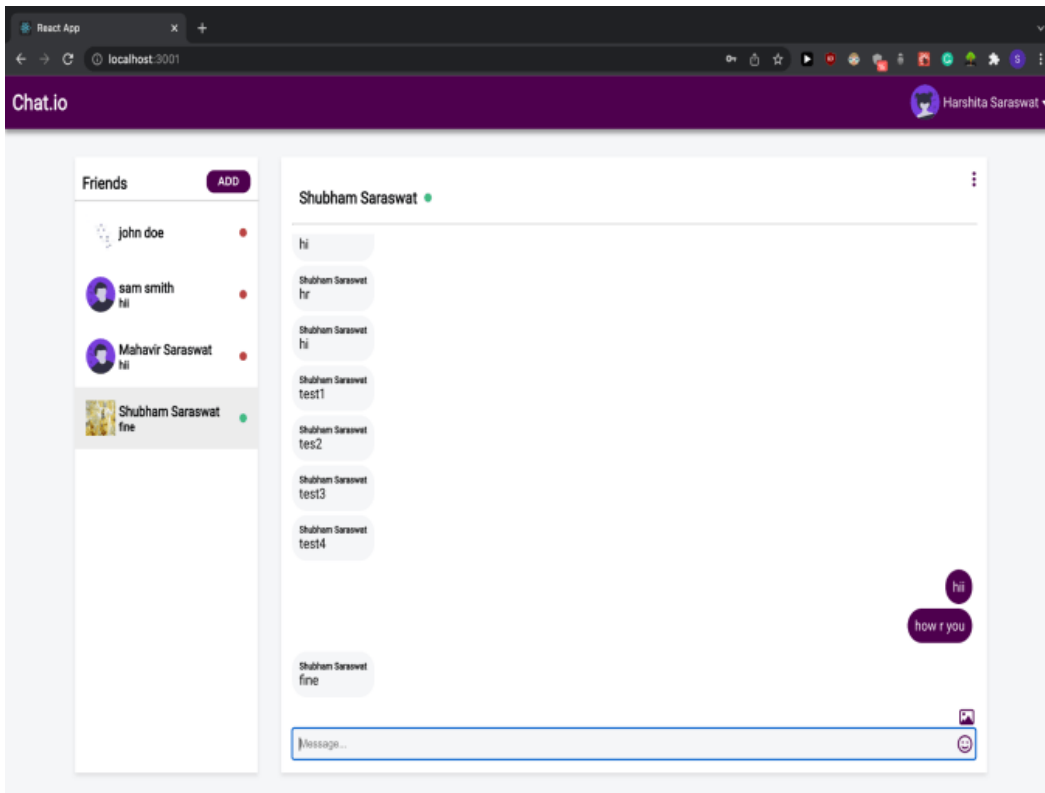 React App
localhost:3001
S
Chat.io
Harshita Saraswat
Friends
ADD
john doe
sam smith
hii
Mahavir Saraswat
hii
Shubham Saraswat
fine
Shubham Saraswat
hi
Shubham Saraswat
hr
Shubham Saraswat
hi
Shubham Saraswat
test1
Shubham Saraswat
tes2
Shubham Saraswat
test3
Shubham Saraswat
test4
hii
how r you
Shubham Saraswat
fine
Message...